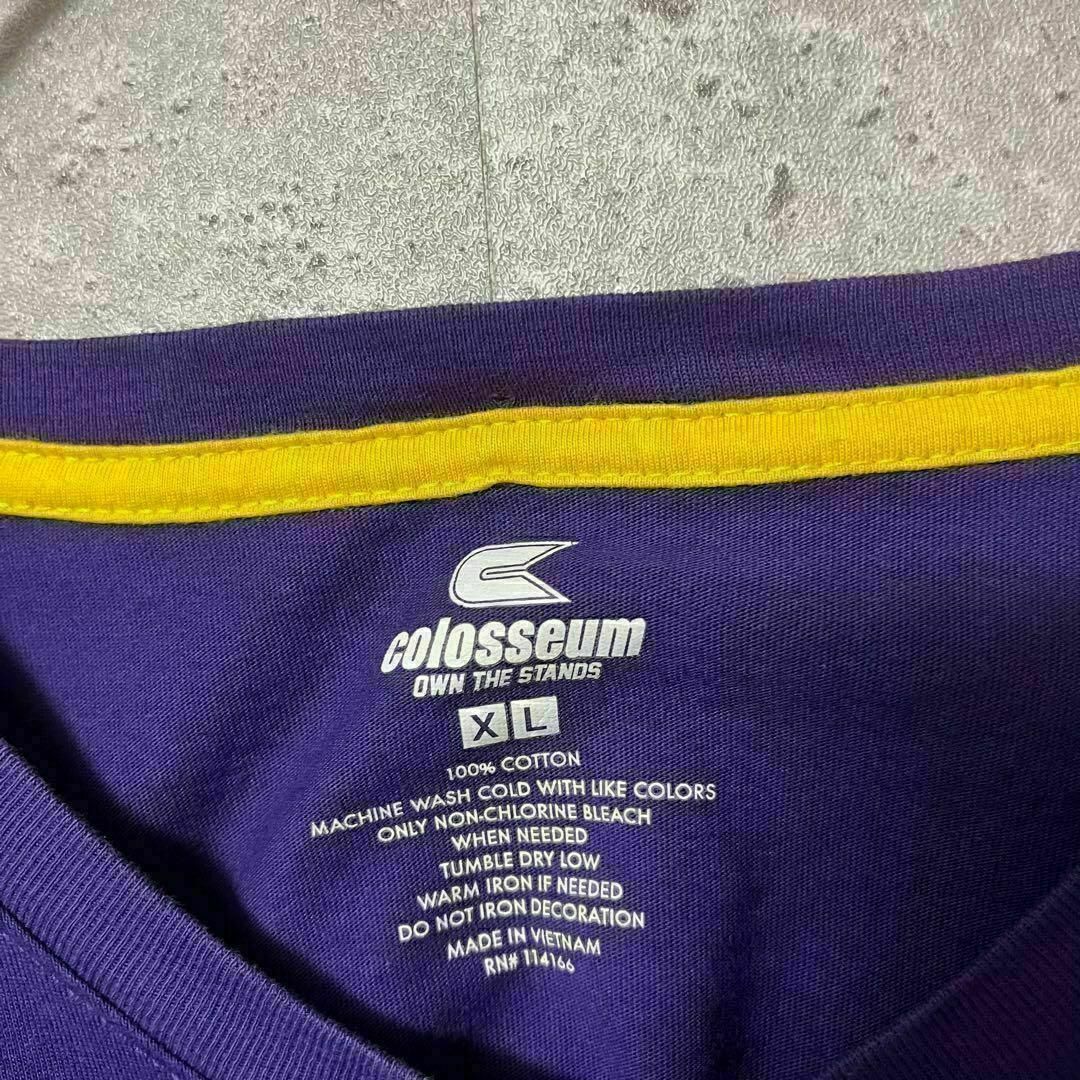 colosseum
OWN THE STANDS
XL
100% COTTON
MACHINE WASH COLD WITH LIKE COLORS
ONLY NON-CHLORINE BLEACH
WHEN NEEDED
TUMBLE DRY LOW
WARM IRON IF NEEDED
DO NOT IRON DECORATION
MADE IN VIETNAM
RN# 114166